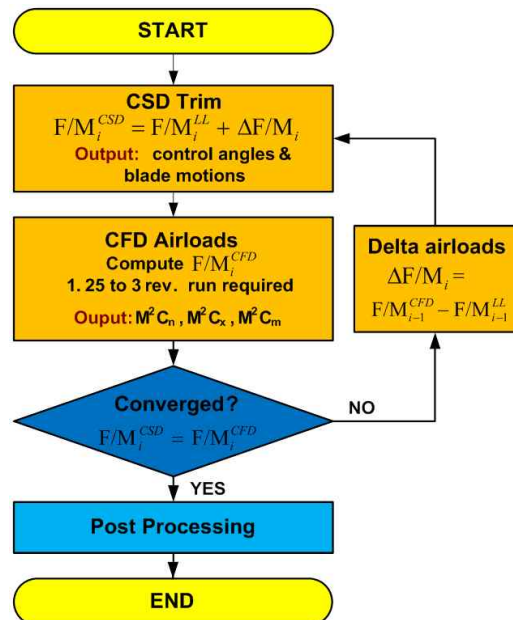 START
CSD Trim
F/M_i^{CSD} = F/M_i^{LL} + ΔF/M_i
Output: control angles &
blade motions
CFD Airloads
Compute F/M_i^{CFD}
1. 25 to 3 rev. run required
Ouput: M²C_n , M²C_x , M²C_m
Delta airloads
ΔF/M_i =
F/M_{i-1}^{CFD} − F/M_{i-1}^{LL}
Converged?
F/M_i^{CSD} = F/M_i^{CFD}
NO
YES
Post Processing
END